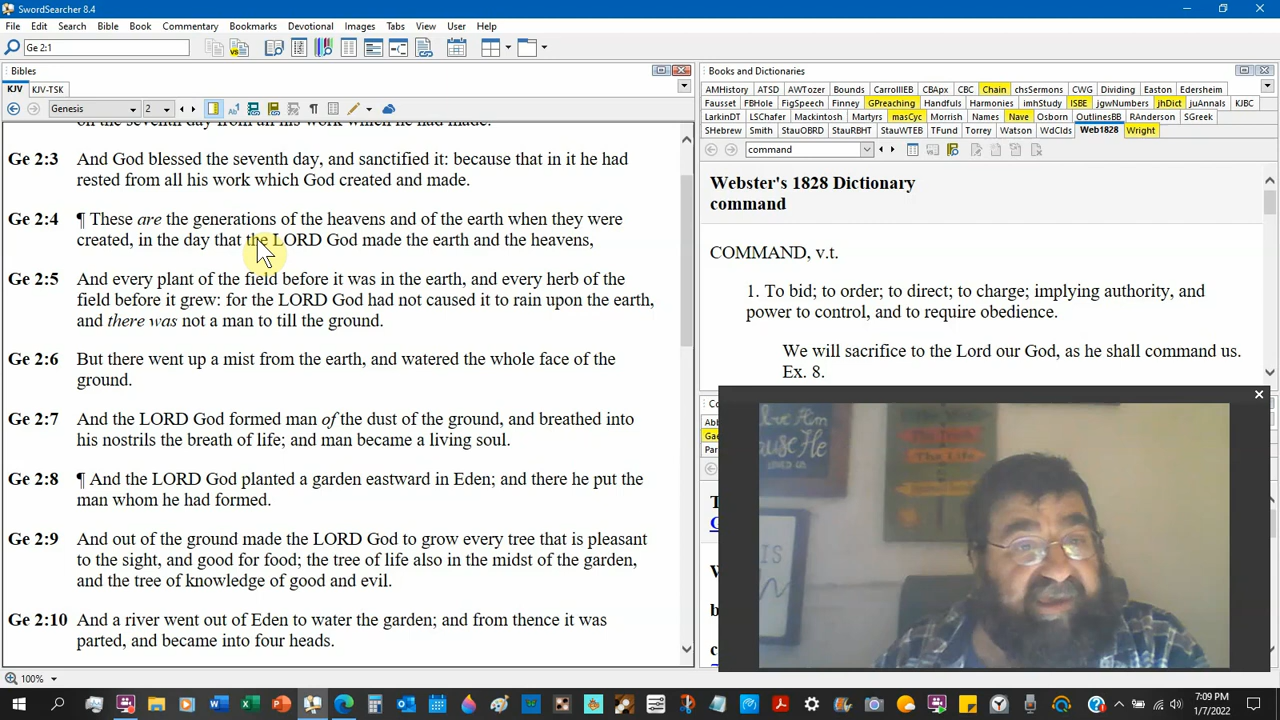 SwordSearcher 8.4
File Edit Search Bible Book Commentary Bookmarks Devotional Images Tabs View User Help
Ge 2:1
Bibles
KJV KJV-TSK
Genesis 2
on the seventh day from all his work which he had made.
Ge 2:3 And God blessed the seventh day, and sanctified it: because that in it he had
rested from all his work which God created and made.
Ge 2:4 ¶ These are the generations of the heavens and of the earth when they were
created, in the day that the LORD God made the earth and the heavens,
Ge 2:5 And every plant of the field before it was in the earth, and every herb of the
field before it grew: for the LORD God had not caused it to rain upon the earth,
and there was not a man to till the ground.
Ge 2:6 But there went up a mist from the earth, and watered the whole face of the
ground.
Ge 2:7 And the LORD God formed man of the dust of the ground, and breathed into
his nostrils the breath of life; and man became a living soul.
Ge 2:8 ¶ And the LORD God planted a garden eastward in Eden; and there he put the
man whom he had formed.
Ge 2:9 And out of the ground made the LORD God to grow every tree that is pleasant
to the sight, and good for food; the tree of life also in the midst of the garden,
and the tree of knowledge of good and evil.
Ge 2:10 And a river went out of Eden to water the garden; and from thence it was
parted, and became into four heads.
100%
Books and Dictionaries
AMHistory ATSD AWTozer Bounds CarrollEB CBApx CBC Chain chsSermons CWG Dividing Easton Edersheim
Fausset FBHole FigSpeech Finney GPreaching Handfuls Harmonies imhStudy ISBE jgwNumbers jhDict juAnnals KJBC
LarkinDT LSChafer Mackintosh Martyrs masCyc Morrish Names Nave Osborn OutlinesBB RAnderson SGreek
SHebrew Smith StauOBRD StauRBHT StauWTEB TFund Torrey Watson WdClds Web1828 Wright
command
Webster's 1828 Dictionary
command
COMMAND, v.t.
1. To bid; to order; to direct; to charge; implying authority, and
power to control, and to require obedience.
We will sacrifice to the Lord our God, as he shall command us.
Ex. 8.
7:09 PM
1/7/2022